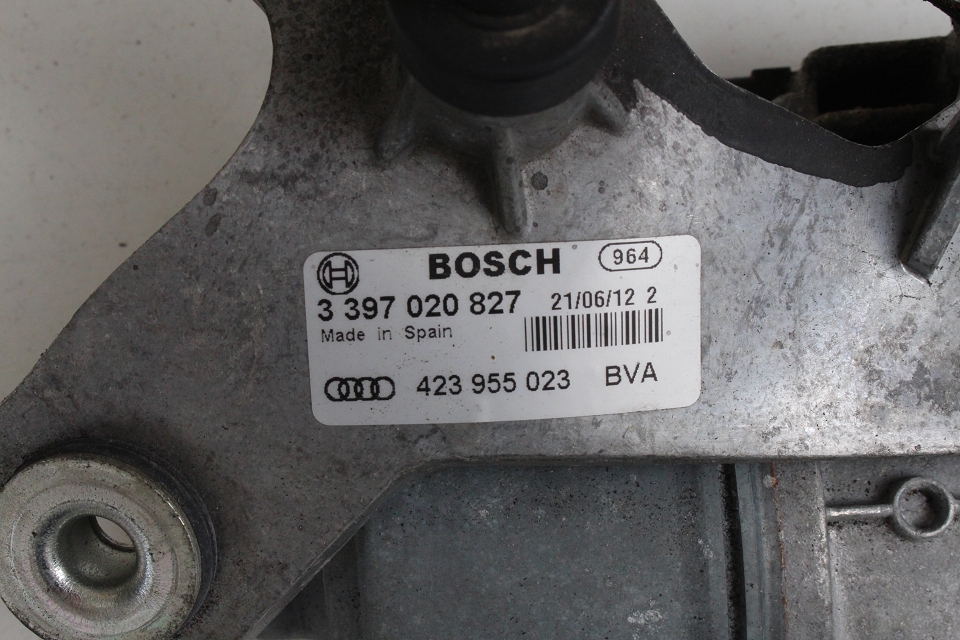 BOSCH 964
3 397 020 827 21/06/12 2
Made in Spain
423 955 023 BVA